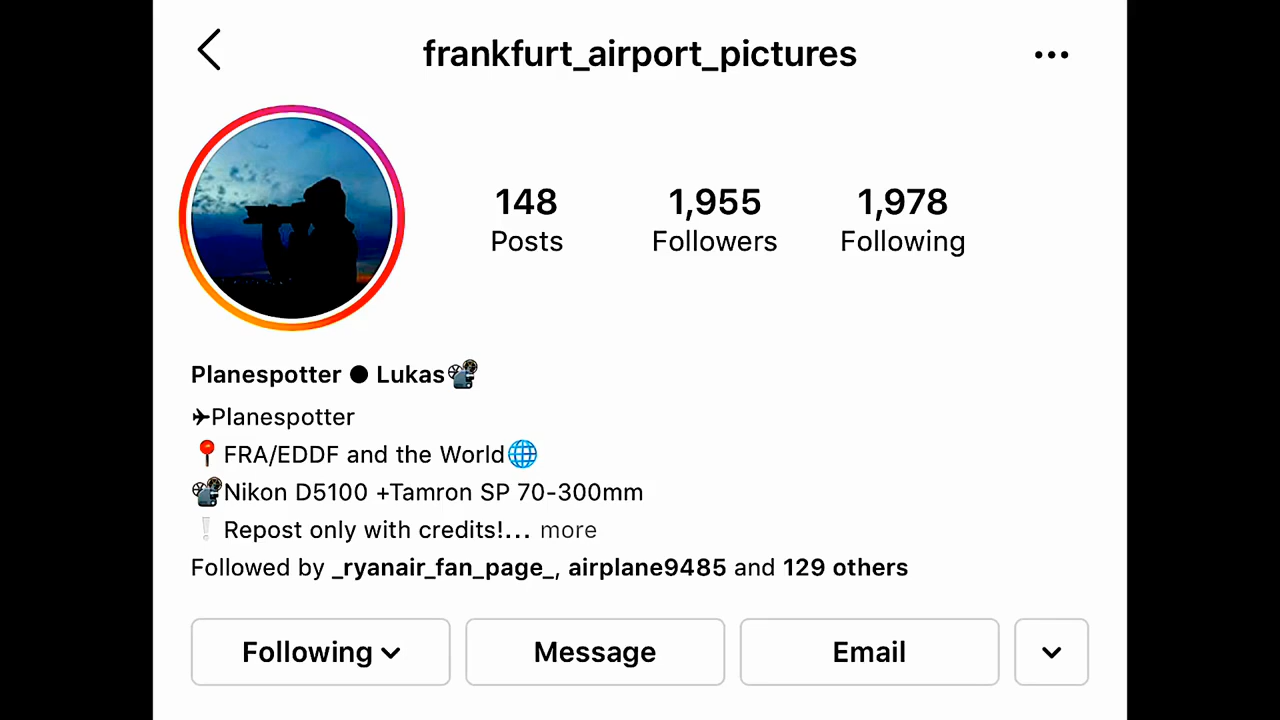 frankfurt_airport_pictures
148 1,955 1,978
Posts Followers Following
Planespotter ● Lukas📽
✈Planespotter
📍FRA/EDDF and the World🌐
📽Nikon D5100 +Tamron SP 70-300mm
❕Repost only with credits!... more
Followed by _ryanair_fan_page_, airplane9485 and 129 others
Following Message Email